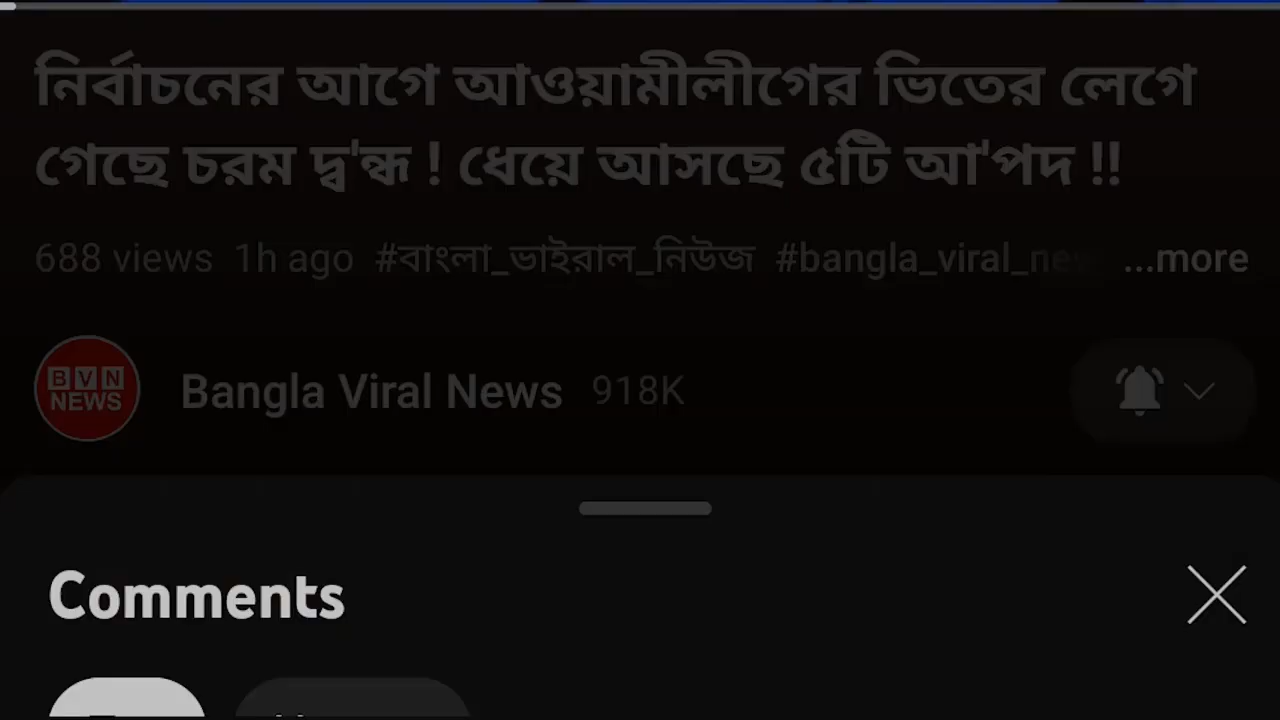 নির্বাচনের আগে আওয়ামীলীগের ভিতের লেগে
গেছে চরম দ্ব'ন্ধ ! ধেয়ে আসছে ৫টি আ'পদ !!
688 views 1h ago #বাংলা_ভাইরাল_নিউজ #bangla_viral_ne ...more
BVN
NEWS
Bangla Viral News 918K
Comments